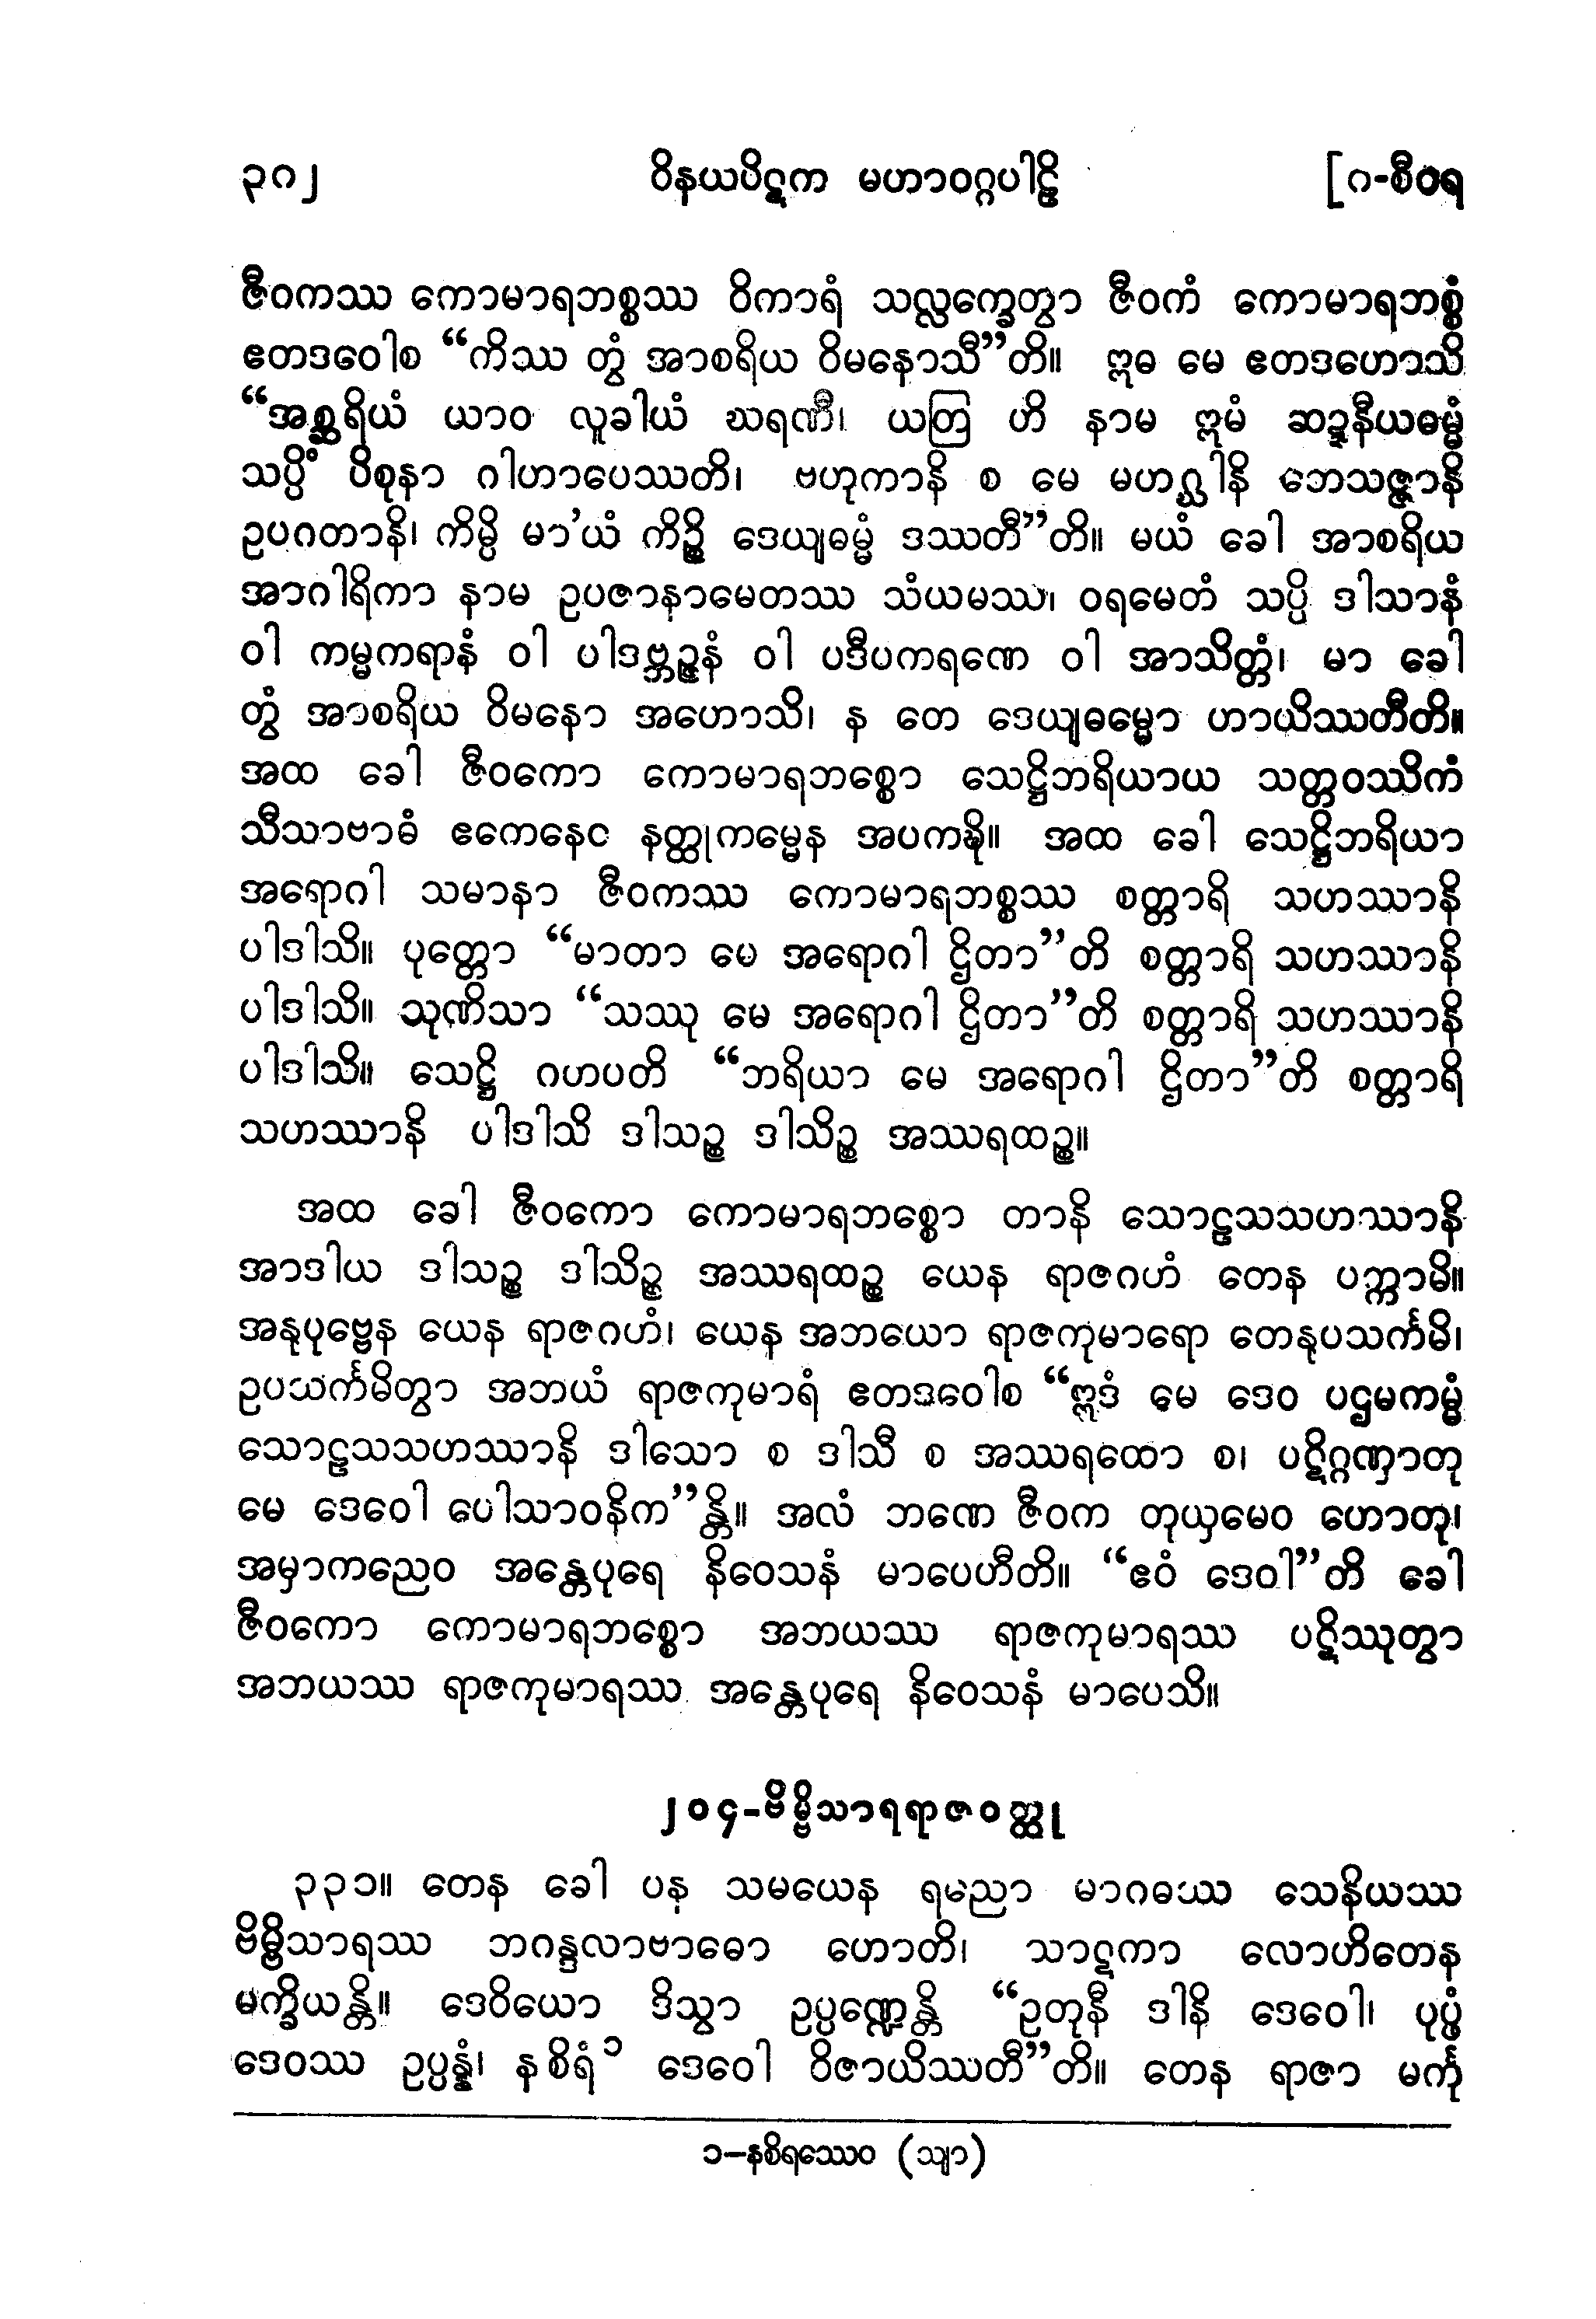 ၃၈၂ ဝိနယပိဋက မဟာဝဂ္ဂပါဠိ [၈-စီဝရ
ဇီဝကဿ ကောမာရဘစ္စဿ ဝိကာရံ သလ္လက္ခေတွာ ဇီဝကံ ကောမာရဘစ္စံ
ဧတဒဝေါစ “ကိဿ တွံ အာစရိယ ဝိမနောသီ”တိ။ ဣဓ မေ ဧတဒဟောသိ
“အစ္ဆရိယံ ယာဝ လူခါယံ ဃရဏီ၊ ယတြ ဟိ နာမ ဣမံ ဆဍ္ဍနီယဓမ္မံ
သပ္ပိံ ပိစုနာ ဂါဟာပေဿတိ၊ ဗဟုကာနိ စ မေ မဟဂ္ဃါနိ ဘေသဇ္ဇာနိ
ဥပဂတာနိ၊ ကိမ္ပိ မာ’ယံ ကိဉ္စိ ဒေယျဓမ္မံ ဒဿတီ”တိ။ မယံ ခေါ အာစရိယ
အာဂါရိကာ နာမ ဥပဇာနာမေတဿ သံယမဿ၊ ဝရမေတံ သပ္ပိ ဒါသာနံ
ဝါ ကမ္မကရာနံ ဝါ ပါဒဗ္ဘဉ္ဇနံ ဝါ ပဒီပကရဏေ ဝါ အာသိတ္တံ၊ မာ ခေါ
တွံ အာစရိယ ဝိမနော အဟောသိ၊ န တေ ဒေယျဓမ္မော ဟာယိဿတီတိ။
အထ ခေါ ဇီဝကော ကောမာရဘစ္စော သေဋ္ဌိဘရိယာယ သတ္တဝဿိကံ
သီသာဗာဓံ ဧကေနေဝ နတ္ထုကမ္မေန အပကဍ္ဎိ။ အထ ခေါ သေဋ္ဌိဘရိယာ
အရောဂါ သမာနာ ဇီဝကဿ ကောမာရဘစ္စဿ စတ္တာရိ သဟဿာနိ
ပါဒါသိ။ ပုတ္တော “မာတာ မေ အရောဂါ ဌိတာ”တိ စတ္တာရိ သဟဿာနိ
ပါဒါသိ။ သုဏိသာ “သဿု မေ အရောဂါ ဌိတာ”တိ စတ္တာရိ သဟဿာနိ
ပါဒါသိ။ သေဋ္ဌိ ဂဟပတိ “ဘရိယာ မေ အရောဂါ ဌိတာ”တိ စတ္တာရိ
သဟဿာနိ ပါဒါသိ ဒါသဉ္စ ဒါသိဉ္စ အဿရထဉ္စ။
အထ ခေါ ဇီဝကော ကောမာရဘစ္စော တာနိ သောဠသသဟဿာနိ
အာဒါယ ဒါသဉ္စ ဒါသိဉ္စ အဿရထဉ္စ ယေန ရာဇဂဟံ တေန ပက္ကာမိ။
အနုပုဗ္ဗေန ယေန ရာဇဂဟံ၊ ယေန အဘယော ရာဇကုမာရော တေနုပသင်္ကမိ၊
ဥပသင်္ကမိတွာ အဘယံ ရာဇကုမာရံ ဧတဒဝေါစ “ဣဒံ မေ ဒေဝ ပဌမကမ္မံ
သောဠသသဟဿာနိ ဒါသော စ ဒါသီ စ အဿရထော စ၊ ပဋိဂ္ဂဏှာတု
မေ ဒေဝေါ ပေါသာဝနိက”န္တိ။ အလံ ဘဏေ ဇီဝက တုယှမေဝ ဟောတု၊
အမှာကညေဝ အန္တေပုရေ နိဝေသနံ မာပေဟီတိ။ “ဧဝံ ဒေဝါ”တိ ခေါ
ဇီဝကော ကောမာရဘစ္စော အဘယဿ ရာဇကုမာရဿ ပဋိဿုတွာ
အဘယဿ ရာဇကုမာရဿ အန္တေပုရေ နိဝေသနံ မာပေသိ။
၂၀၄-ဗိမ္ဗိသာရရာဇဝတ္ထု
၃၃၁။ တေန ခေါ ပန သမယေန ရမညာ မာဂဓဿ သေနိယဿ
ဗိမ္ဗိသာရဿ ဘဂန္ဒလာဗာဓော ဟောတိ၊ သာဋကာ လောဟိတေန
မက္ခိယန္တိ။ ဒေဝိယော ဒိသွာ ဥပ္ပဏ္ဍေန္တိ “ဥတုနီ ဒါနိ ဒေဝေါ၊ ပုပ္ဖံ
ဒေဝဿ ဥပ္ပန္နံ၊ န စိရံ၁ ဒေဝေါ ဝိဇာယိဿတီ”တိ။ တေန ရာဇာ မင်္ကု
၁–နစိရဿေဝ (သျာ)